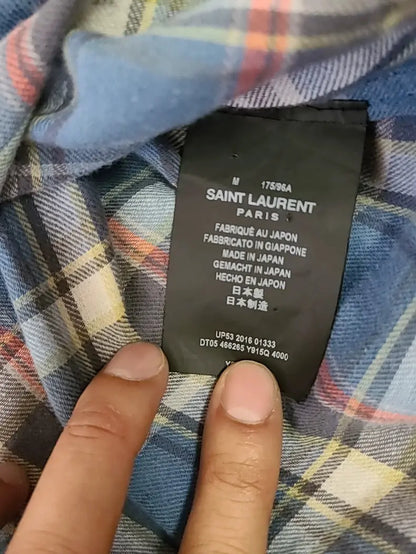 M 175/96A
SAINT LAURENT
PARIS
FABRIQUÉ AU JAPON
FABBRICATO IN GIAPPONE
MADE IN JAPAN
GEMACHT IN JAPAN
HECHO EN JAPON
日本製
日本制造
UP53 2016 01333
DT05 466265 Y915Q 4000